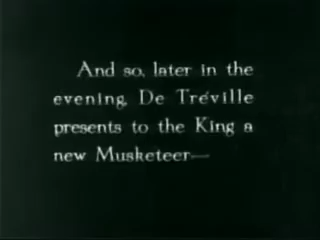 And so, later in the
evening, De Tréville
presents to the King a
new Musketeer—